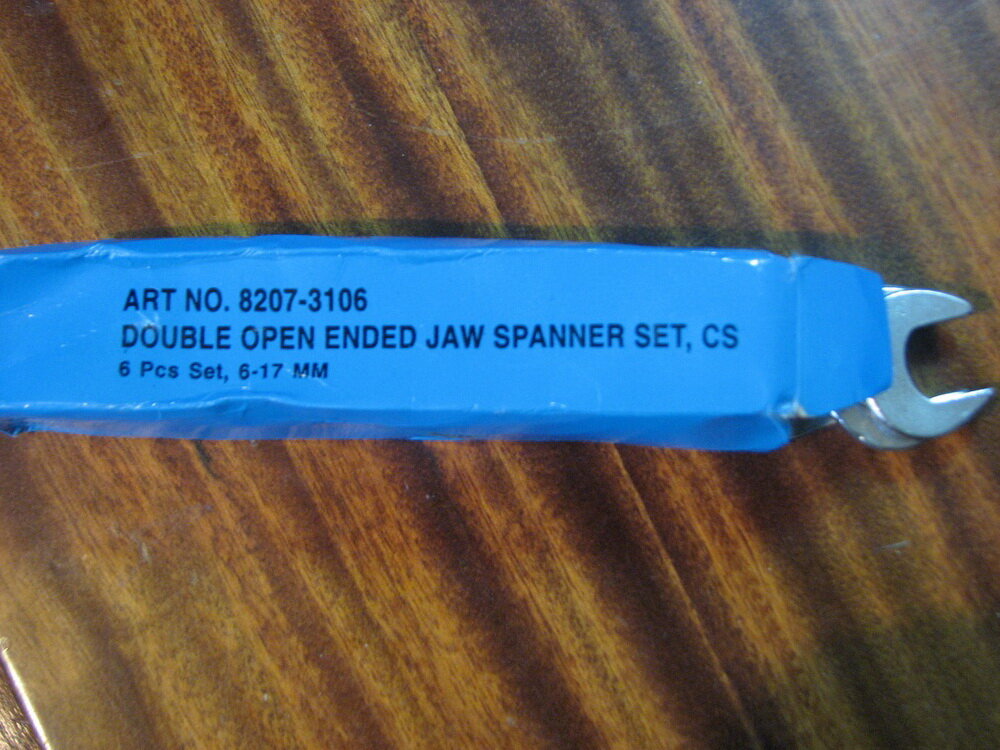 ART NO. 8207-3106
DOUBLE OPEN ENDED JAW SPANNER SET, CS
6 Pcs Set, 6-17 MM